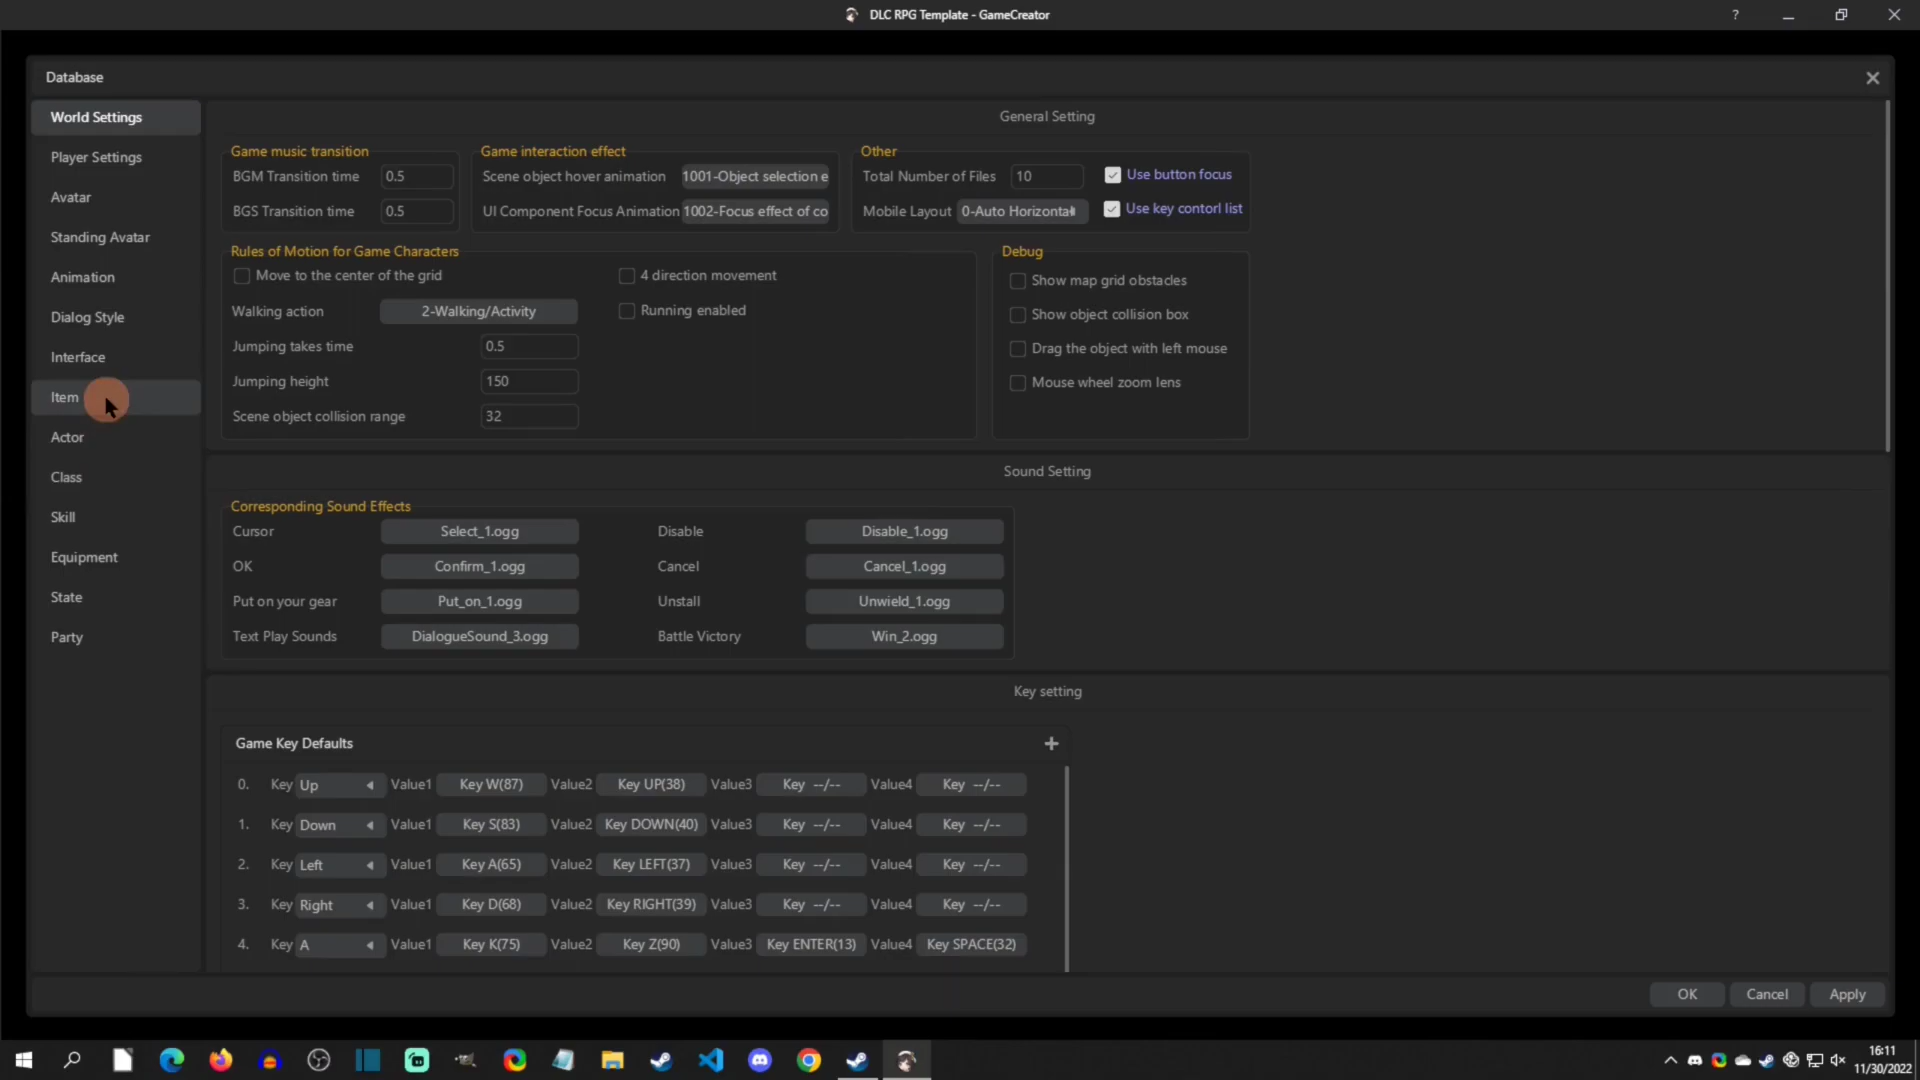 DLC RPG Template - GameCreator
?
Database
World Settings
Player Settings
Avatar
Standing Avatar
Animation
Dialog Style
Interface
Item
Actor
Class
Skill
Equipment
State
Party
General Setting
Game music transition
BGM Transition time 0.5
BGS Transition time 0.5
Game interaction effect
Scene object hover animation 1001-Object selection e
UI Component Focus Animation 1002-Focus effect of co
Other
Total Number of Files 10
Use button focus
Mobile Layout 0-Auto Horizontal
Use key contorl list
Rules of Motion for Game Characters
Move to the center of the grid
4 direction movement
Walking action 2-Walking/Activity
Running enabled
Jumping takes time 0.5
Jumping height 150
Scene object collision range 32
Debug
Show map grid obstacles
Show object collision box
Drag the object with left mouse
Mouse wheel zoom lens
Sound Setting
Corresponding Sound Effects
Cursor Select_1.ogg Disable Disable_1.ogg
OK Confirm_1.ogg Cancel Cancel_1.ogg
Put on your gear Put_on_1.ogg Unstall Unwield_1.ogg
Text Play Sounds DialogueSound_3.ogg Battle Victory Win_2.ogg
Key setting
Game Key Defaults +
0. Key Up Value1 Key W(87) Value2 Key UP(38) Value3 Key --/-- Value4 Key --/--
1. Key Down Value1 Key S(83) Value2 Key DOWN(40) Value3 Key --/-- Value4 Key --/--
2. Key Left Value1 Key A(65) Value2 Key LEFT(37) Value3 Key --/-- Value4 Key --/--
3. Key Right Value1 Key D(68) Value2 Key RIGHT(39) Value3 Key --/-- Value4 Key --/--
4. Key A Value1 Key K(75) Value2 Key Z(90) Value3 Key ENTER(13) Value4 Key SPACE(32)
OK Cancel Apply
16:11
11/30/2022